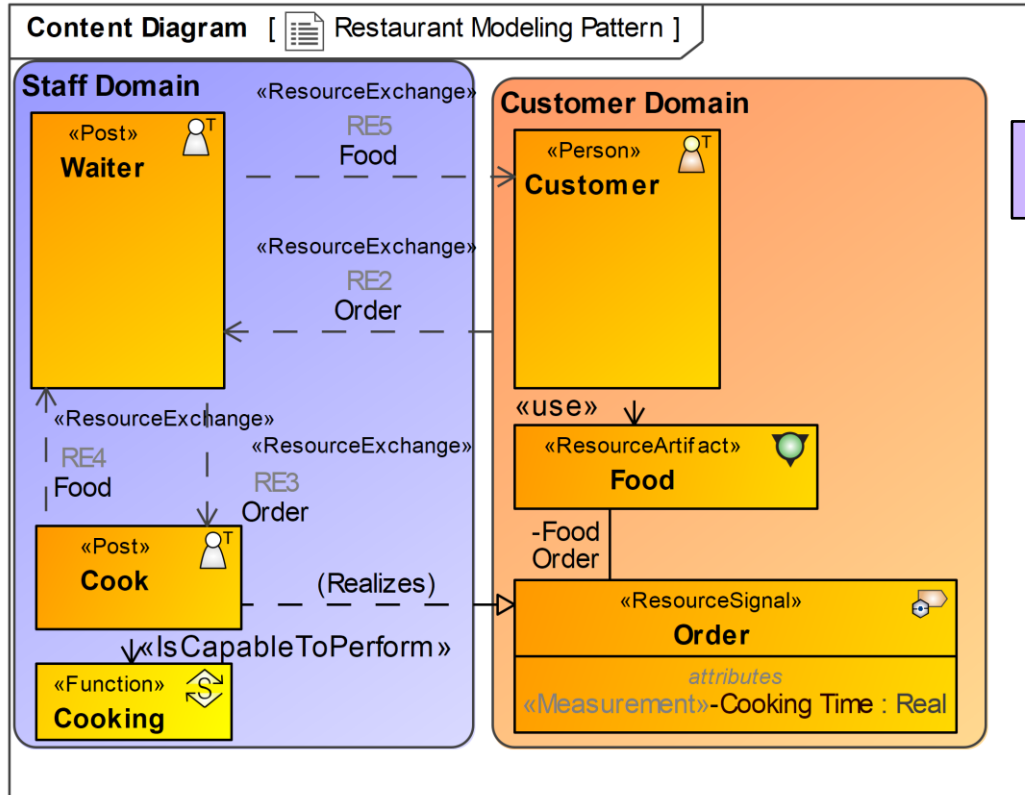 Content Diagram [ Restaurant Modeling Pattern ]
Staff Domain
«Post»
T
Waiter
«ResourceExchange»
RE5
Food
«ResourceExchange»
RE2
Order
Customer Domain
«Person»
T
Customer
«ResourceExchange»
RE4
Food
«ResourceExchange»
RE3
Order
«use»
«ResourceArtifact»
Food
-Food
Order
«Post»
T
Cook
(Realizes)
«ResourceSignal»
Order
attributes
«Measurement»-Cooking Time : Real
«IsCapableToPerform»
«Function»
S
Cooking